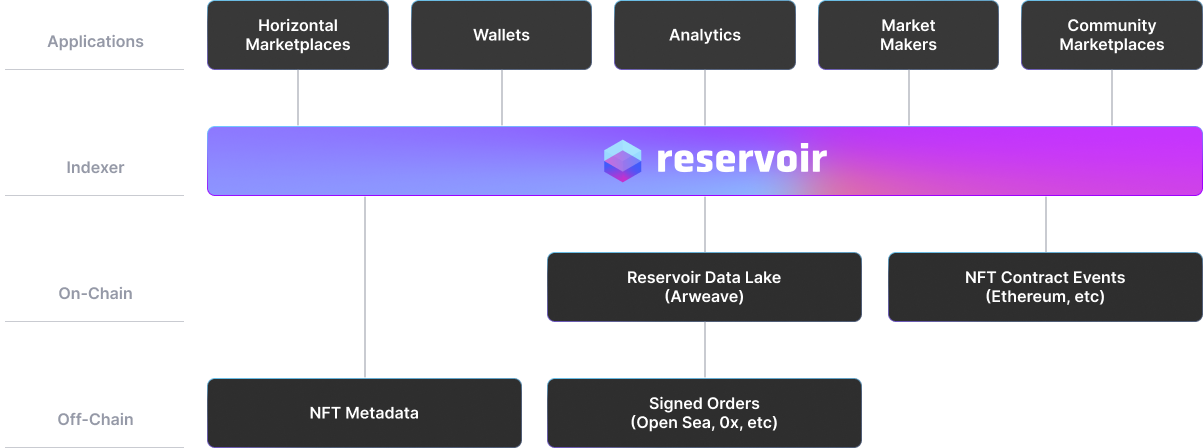 Applications
Horizontal
Marketplaces
Wallets
Analytics
Market
Makers
Community
Marketplaces
Indexer
reservoir
On-Chain
Reservoir Data Lake
(Arweave)
NFT Contract Events
(Ethereum, etc)
Off-Chain
NFT Metadata
Signed Orders
(Open Sea, 0x, etc)